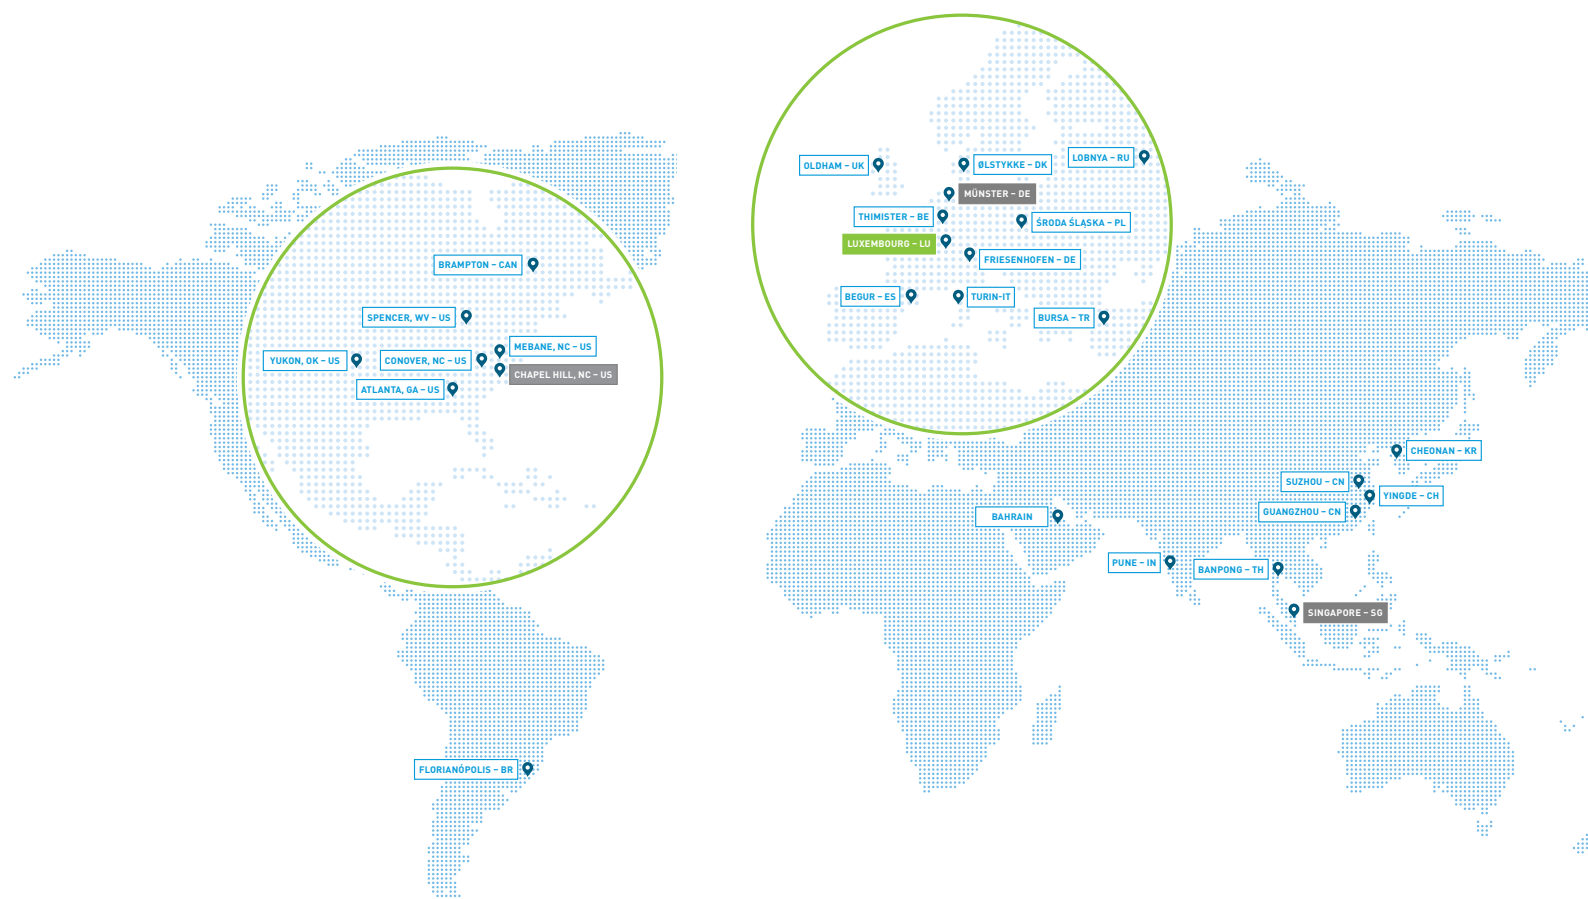 BRAMPTON – CAN
SPENCER, WV – US
MEBANE, NC – US
YUKON, OK – US
CONOVER, NC – US
CHAPEL HILL, NC – US
ATLANTA, GA – US
FLORIANÓPOLIS – BR
OLDHAM – UK
ØLSTYKKE – DK
LOBNYA – RU
MÜNSTER – DE
THIMISTER – BE
ŚRODA ŚLĄSKA – PL
LUXEMBOURG – LU
FRIESENHOFEN – DE
BEGUR – ES
TURIN-IT
BURSA – TR
CHEONAN – KR
SUZHOU – CN
YINGDE – CH
GUANGZHOU – CN
BAHRAIN
PUNE – IN
BANPONG – TH
SINGAPORE – SG